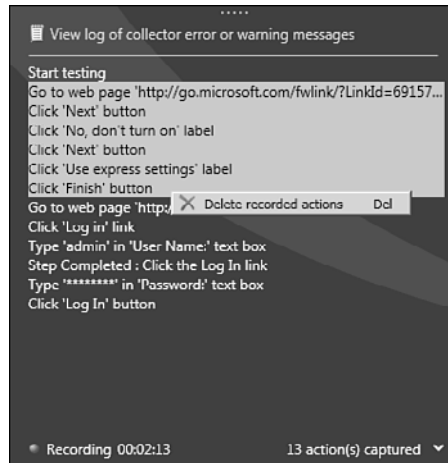 View log of collector error or warning messages
Start testing
Go to web page 'http://go.microsoft.com/fwlink/?LinkId=69157...
Click 'Next' button
Click 'No, don't turn on' label
Click 'Next' button
Click 'Use express settings' label
Click 'Finish' button
Go to web page 'http:/
Delete recorded actions Del
Click 'Log in' link
Type 'admin' in 'User Name:' text box
Step Completed : Click the Log In link
Type '********' in 'Password:' text box
Click 'Log In' button
Recording 00:02:13 13 action(s) captured